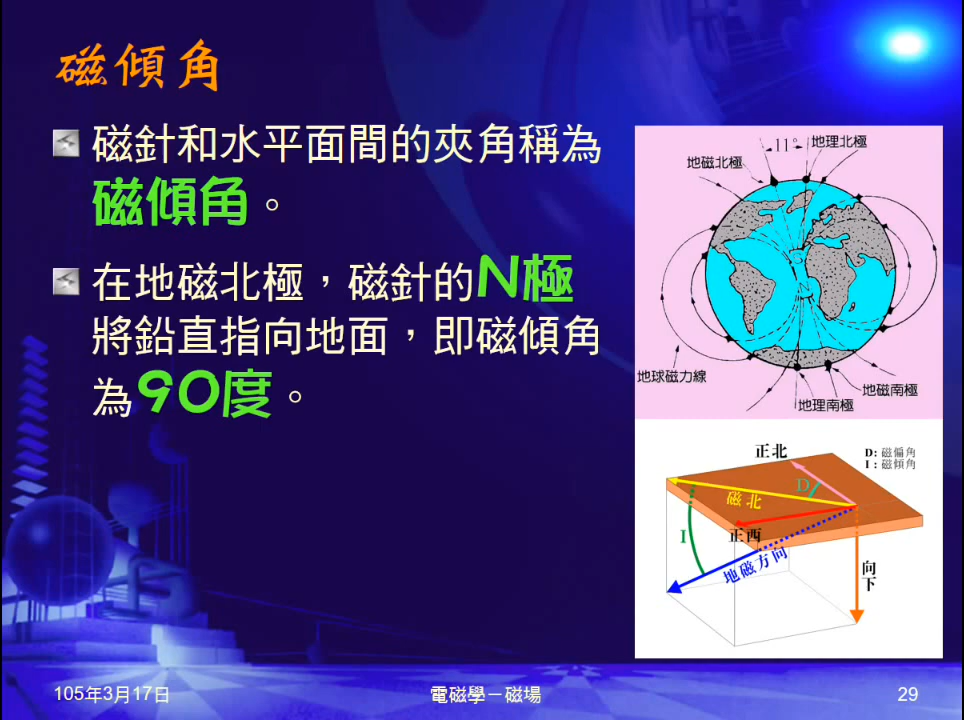 磁傾角
磁針和水平面間的夾角稱為
磁傾角。
在地磁北極，磁針的N極
將鉛直指向地面，即磁傾角
為90度。
11°
地理北極
地磁北極
S
N
地球磁力線
地磁南極
地理南極
正北
D: 磁偏角
I : 磁傾角
D
磁北
I
正西
地磁方向
向下
105年3月17日
電磁學－磁場
29